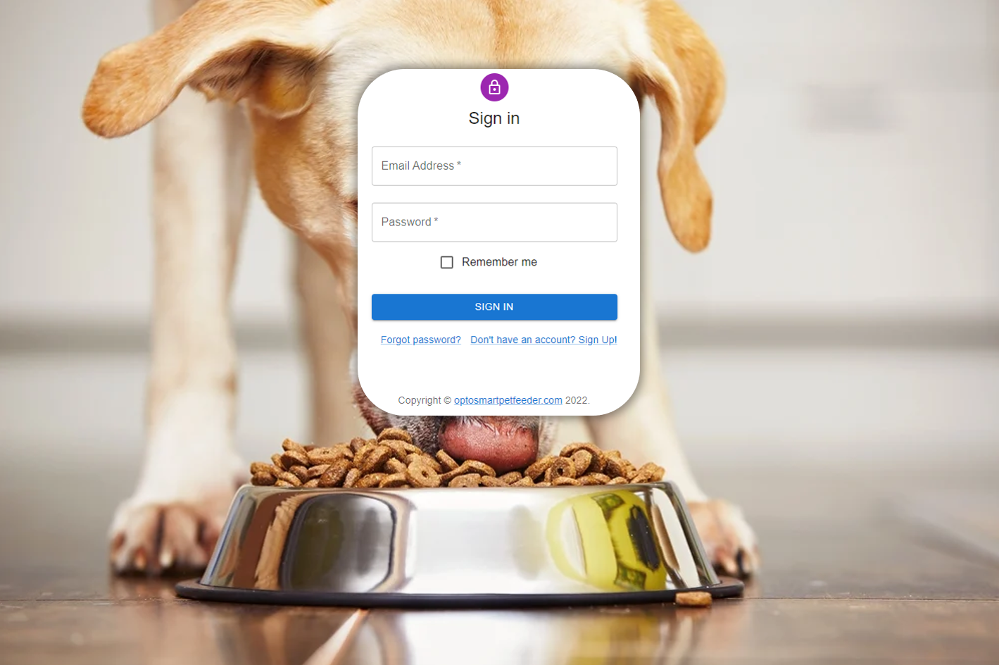 Sign in
Email Address *
Password *
Remember me
SIGN IN
Forgot password? Don't have an account? Sign Up!
Copyright © optosmartpetfeeder.com 2022.